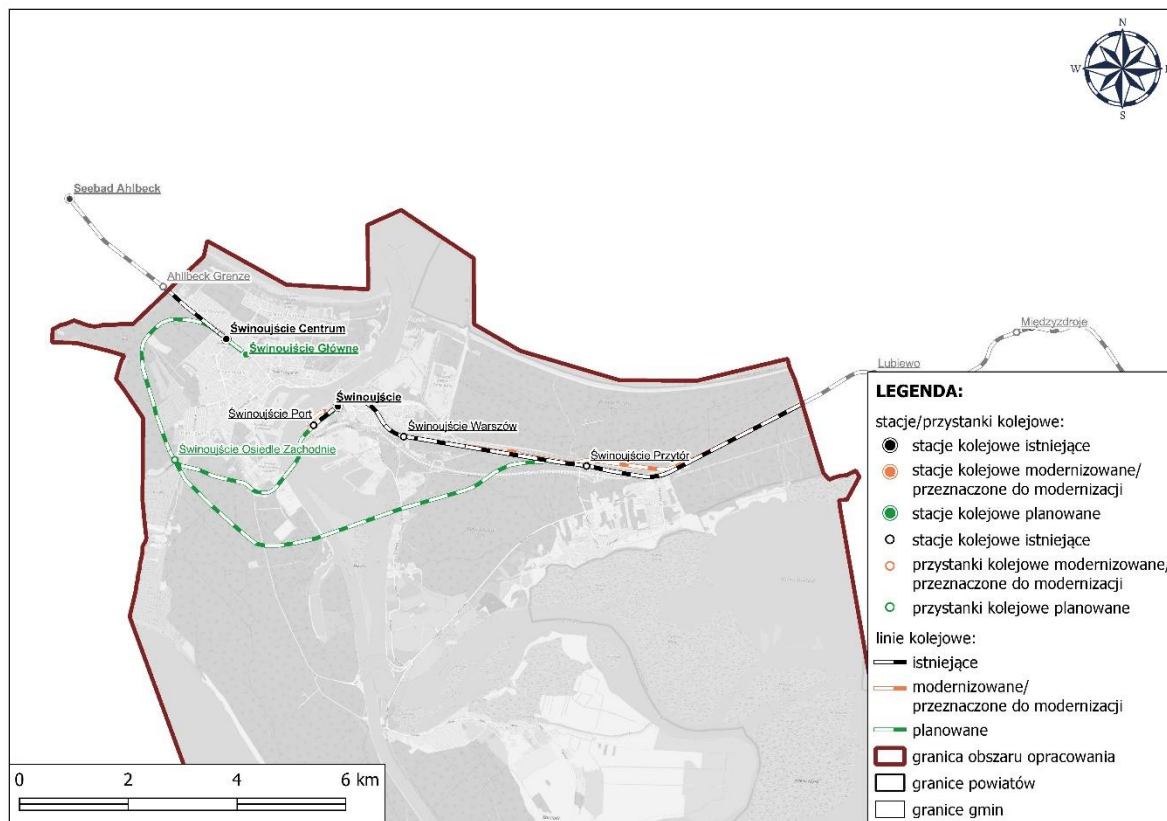 N
W
E
S
Seebad Ahlbeck
Ahllbeck Grenze
Świnoujście Centrum
Świnoujście Główne
Międzyzdroje
Lubiewo
Świnoujście
Świnoujście Port
Świnoujście Warszów
Świnoujście Osiedle Zachodnie
Świnoujście Przytór
LEGENDA:
stacje/przystanki kolejowe:
stacje kolejowe istniejące
stacje kolejowe modernizowane/
przeznaczone do modernizacji
stacje kolejowe planowane
stacje kolejowe istniejące
przystanki kolejowe modernizowane/
przeznaczone do modernizacji
przystanki kolejowe planowane
linie kolejowe:
istniejące
modernizowane/
przeznaczone do modernizacji
planowane
granica obszaru opracowania
granice powiatów
granice gmin
0 2 4 6 km